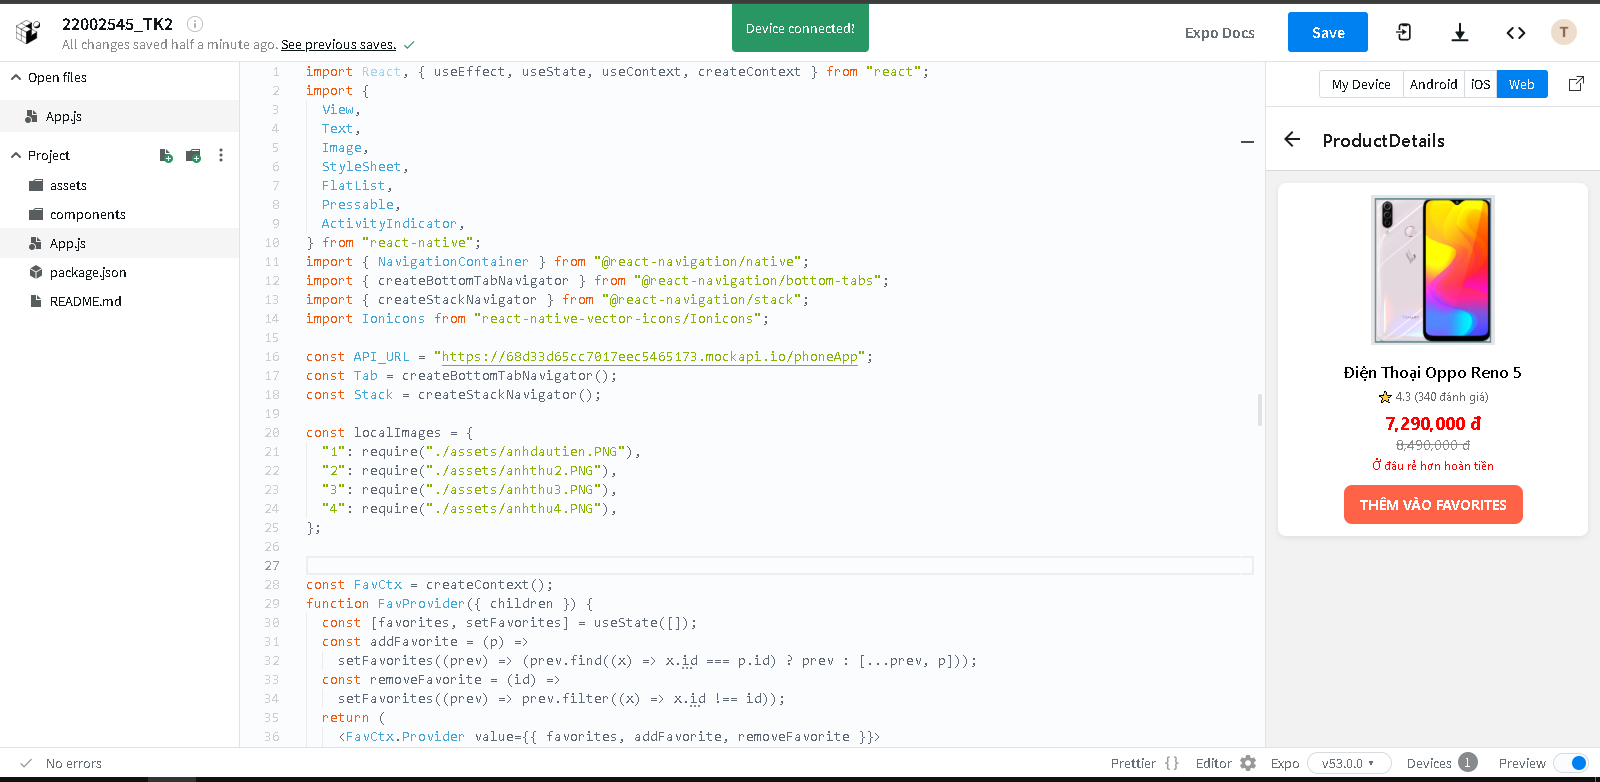 22002545_TK2
All changes saved half a minute ago. See previous saves.
Device connected!
Expo Docs
Save
T
Open files
App.js
Project
assets
components
App.js
package.json
README.md
1 import React, { useEffect, useState, useContext, createContext } from "react";
2 import {
3 View,
4 Text,
5 Image,
6 StyleSheet,
7 FlatList,
8 Pressable,
9 ActivityIndicator,
10 } from "react-native";
11 import { NavigationContainer } from "@react-navigation/native";
12 import { createBottomTabNavigator } from "@react-navigation/bottom-tabs";
13 import { createStackNavigator } from "@react-navigation/stack";
14 import Ionicons from "react-native-vector-icons/Ionicons";
15
16 const API_URL = "https://68d33d65cc7017eec5465173.mockapi.io/phoneApp";
17 const Tab = createBottomTabNavigator();
18 const Stack = createStackNavigator();
19
20 const localImages = {
21 "1": require("./assets/anhdautien.PNG"),
22 "2": require("./assets/anhthu2.PNG"),
23 "3": require("./assets/anhthu3.PNG"),
24 "4": require("./assets/anhthu4.PNG"),
25 };
26
27
28 const FavCtx = createContext();
29 function FavProvider({ children }) {
30 const [favorites, setFavorites] = useState([]);
31 const addFavorite = (p) =>
32 setFavorites((prev) => (prev.find((x) => x.id === p.id) ? prev : [...prev, p]));
33 const removeFavorite = (id) =>
34 setFavorites((prev) => prev.filter((x) => x.id !== id));
35 return (
36 <FavCtx.Provider value={{ favorites, addFavorite, removeFavorite }}>
My Device Android iOS Web
ProductDetails
Điện Thoại Oppo Reno 5
4.3 (340 đánh giá)
7,290,000 đ
8,490,000 đ
Ở đâu rẻ hơn hoàn tiền
THÊM VÀO FAVORITES
No errors
Prettier { } Editor Expo v53.0.0 Devices 1 Preview